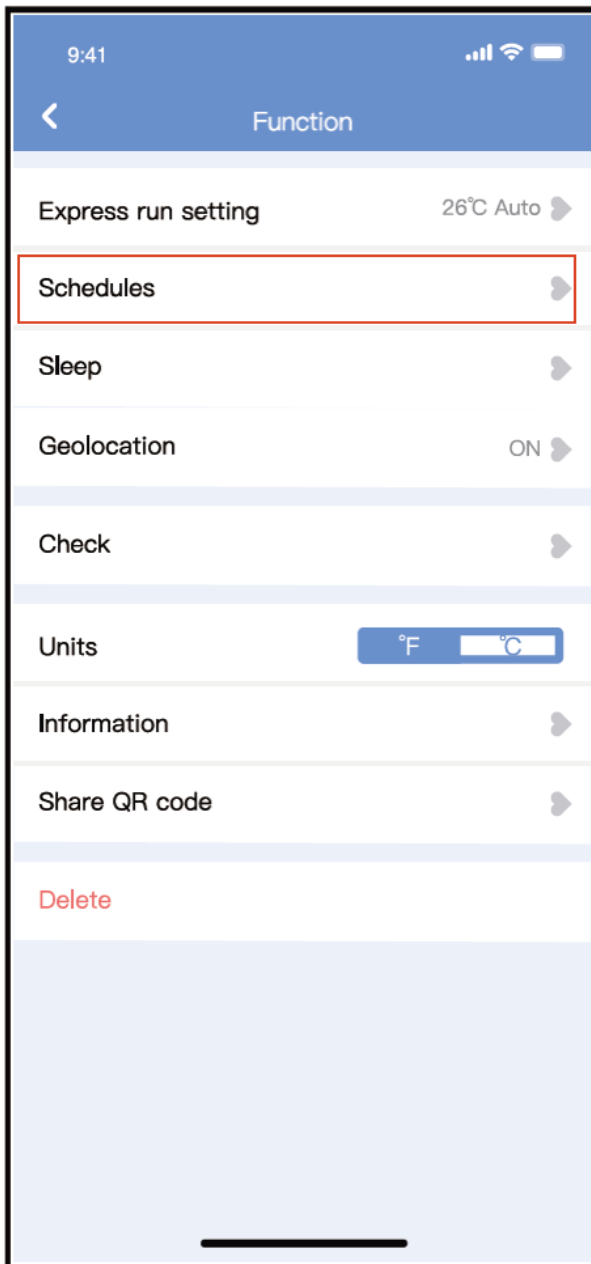 9:41
Function
Express run setting 26℃ Auto
Schedules
Sleep
Geolocation ON
Check
Units ℉ ℃
Information
Share QR code
Delete